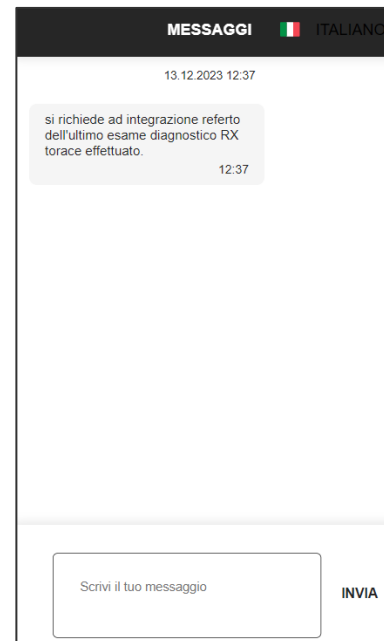 MESSAGGI
ITALIANO
13.12.2023 12:37
si richiede ad integrazione referto
dell'ultimo esame diagnostico RX
torace effettuato.
12:37
Scrivi il tuo messaggio
INVIA